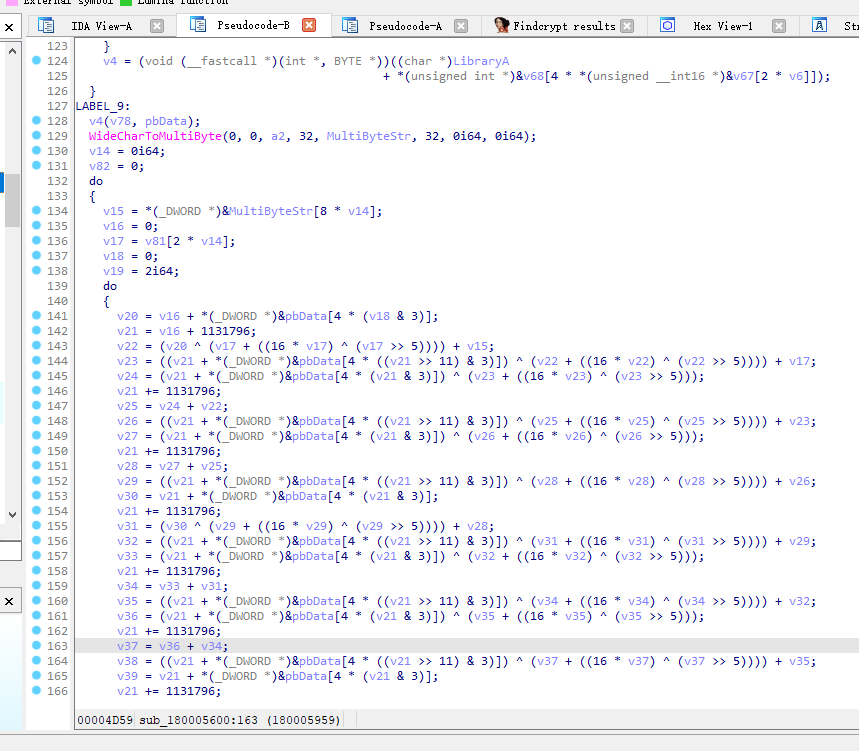 External symbol Lumina function
IDA View-A Pseudocode-B Pseudocode-A Findcrypt results Hex View-1 Str
123 }
124 v4 = (void (__fastcall *)(int *, BYTE *))((char *)LibraryA
125 + *(unsigned int *)&v68[4 * *(unsigned __int16 *)&v67[2 * v6]]);
126 }
127 LABEL_9:
128 v4(v78, pbData);
129 WideCharToMultiByte(0, 0, a2, 32, MultiByteStr, 32, 0i64, 0i64);
130 v14 = 0i64;
131 v82 = 0;
132 do
133 {
134 v15 = *(_DWORD *)&MultiByteStr[8 * v14];
135 v16 = 0;
136 v17 = v81[2 * v14];
137 v18 = 0;
138 v19 = 2i64;
139 do
140 {
141 v20 = v16 + *(_DWORD *)&pbData[4 * (v18 & 3)];
142 v21 = v16 + 1131796;
143 v22 = (v20 ^ (v17 + ((16 * v17) ^ (v17 >> 5)))) + v15;
144 v23 = ((v21 + *(_DWORD *)&pbData[4 * ((v21 >> 11) & 3)]) ^ (v22 + ((16 * v22) ^ (v22 >> 5)))) + v17;
145 v24 = (v21 + *(_DWORD *)&pbData[4 * (v21 & 3)]) ^ (v23 + ((16 * v23) ^ (v23 >> 5)));
146 v21 += 1131796;
147 v25 = v24 + v22;
148 v26 = ((v21 + *(_DWORD *)&pbData[4 * ((v21 >> 11) & 3)]) ^ (v25 + ((16 * v25) ^ (v25 >> 5)))) + v23;
149 v27 = (v21 + *(_DWORD *)&pbData[4 * (v21 & 3)]) ^ (v26 + ((16 * v26) ^ (v26 >> 5)));
150 v21 += 1131796;
151 v28 = v27 + v25;
152 v29 = ((v21 + *(_DWORD *)&pbData[4 * ((v21 >> 11) & 3)]) ^ (v28 + ((16 * v28) ^ (v28 >> 5)))) + v26;
153 v30 = v21 + *(_DWORD *)&pbData[4 * (v21 & 3)];
154 v21 += 1131796;
155 v31 = (v30 ^ (v29 + ((16 * v29) ^ (v29 >> 5)))) + v28;
156 v32 = ((v21 + *(_DWORD *)&pbData[4 * ((v21 >> 11) & 3)]) ^ (v31 + ((16 * v31) ^ (v31 >> 5)))) + v29;
157 v33 = (v21 + *(_DWORD *)&pbData[4 * (v21 & 3)]) ^ (v32 + ((16 * v32) ^ (v32 >> 5)));
158 v21 += 1131796;
159 v34 = v33 + v31;
160 v35 = ((v21 + *(_DWORD *)&pbData[4 * ((v21 >> 11) & 3)]) ^ (v34 + ((16 * v34) ^ (v34 >> 5)))) + v32;
161 v36 = (v21 + *(_DWORD *)&pbData[4 * (v21 & 3)]) ^ (v35 + ((16 * v35) ^ (v35 >> 5)));
162 v21 += 1131796;
163 v37 = v36 + v34;
164 v38 = ((v21 + *(_DWORD *)&pbData[4 * ((v21 >> 11) & 3)]) ^ (v37 + ((16 * v37) ^ (v37 >> 5)))) + v35;
165 v39 = v21 + *(_DWORD *)&pbData[4 * (v21 & 3)];
166 v21 += 1131796;
00004D59 sub_180005600:163 (180005959)